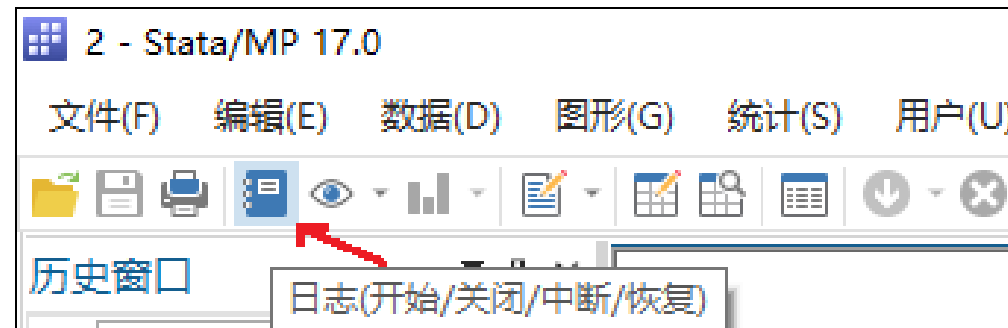 2 - Stata/MP 17.0
文件(F) 编辑(E) 数据(D) 图形(G) 统计(S) 用户(U)
历史窗口
日志(开始/关闭/中断/恢复)